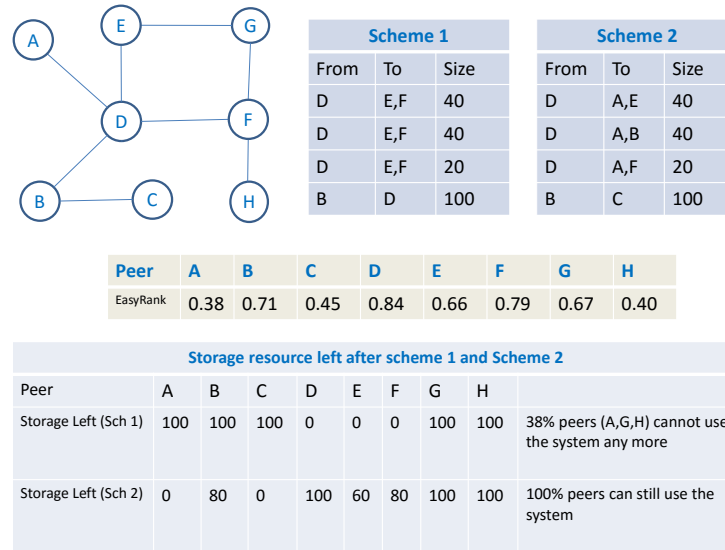 E
G
A
D
F
B
C
H
Scheme 1
From To Size
D E,F 40
D E,F 40
D E,F 20
B D 100
Scheme 2
From To Size
D A,E 40
D A,B 40
D A,F 20
B C 100
Peer A B C D E F G H
EasyRank 0.38 0.71 0.45 0.84 0.66 0.79 0.67 0.40
Storage resource left after scheme 1 and Scheme 2
Peer A B C D E F G H
Storage Left (Sch 1) 100 100 100 0 0 0 100 100 38% peers (A,G,H) cannot use
the system any more
Storage Left (Sch 2) 0 80 0 100 60 80 100 100 100% peers can still use the
system